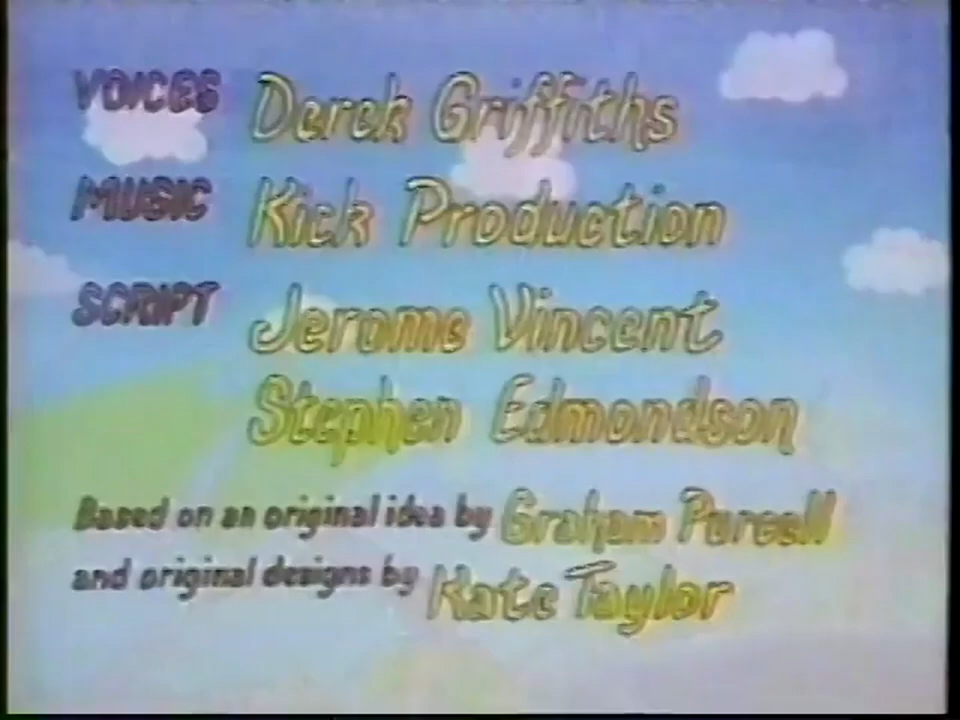 VOICES Derek Griffiths
MUSIC Kick Production
SCRIPT Jerome Vincent
Stephen Edmondson
Based on an original idea by Graham Purcell
and original designs by Kate Taylor